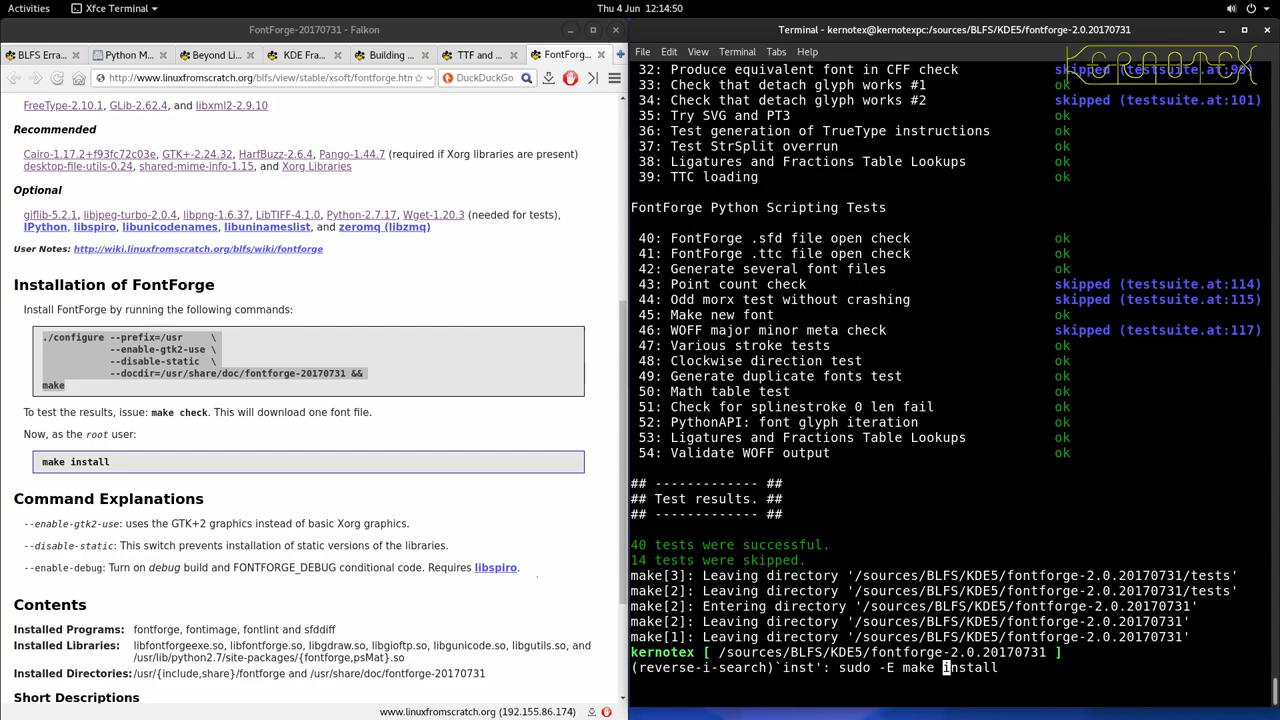 Activities
Xfce Terminal
Thu 4 Jun 12:14:50
FontForge-20170731 - Falkon
BLFS Erra...
Python M...
Beyond Li...
KDE Fra...
Building ...
TTF and ...
FontForg...
http://www.linuxfromscratch.org/blfs/view/stable/xsoft/fontforge.htm
DuckDuckGo
FreeType-2.10.1, GLib-2.62.4, and libxml2-2.9.10
Recommended
Cairo-1.17.2+f93fc72c03e, GTK+-2.24.32, HarfBuzz-2.6.4, Pango-1.44.7 (required if Xorg libraries are present)
desktop-file-utils-0.24, shared-mime-info-1.15, and Xorg Libraries
Optional
giflib-5.2.1, libjpeg-turbo-2.0.4, libpng-1.6.37, LibTIFF-4.1.0, Python-2.7.17, Wget-1.20.3 (needed for tests),
IPython, libspiro, libunicodenames, libuninameslist, and zeromq (libzmq)
User Notes: http://wiki.linuxfromscratch.org/blfs/wiki/fontforge
Installation of FontForge
Install FontForge by running the following commands:
./configure --prefix=/usr \
--enable-gtk2-use \
--disable-static \
--docdir=/usr/share/doc/fontforge-20170731 &&
make
To test the results, issue: make check. This will download one font file.
Now, as the root user:
make install
Command Explanations
--enable-gtk2-use: uses the GTK+2 graphics instead of basic Xorg graphics.
--disable-static: This switch prevents installation of static versions of the libraries.
--enable-debug: Turn on debug build and FONTFORGE_DEBUG conditional code. Requires libspiro.
Contents
Installed Programs: fontforge, fontimage, fontlint and sfddiff
Installed Libraries: libfontforgeexe.so, libfontforge.so, libgdraw.so, libgioftp.so, libgunicode.so, libgutils.so, and
/usr/lib/python2.7/site-packages/{fontforge,psMat}.so
Installed Directories: /usr/{include,share}/fontforge and /usr/share/doc/fontforge-20170731
Short Descriptions
www.linuxfromscratch.org (192.155.86.174)
Terminal - kernotex@kernotexpc:/sources/BLFS/KDE5/fontforge-2.0.20170731
File Edit View Terminal Tabs Help
KERNOTEX
32: Produce equivalent font in CFF check skipped (testsuite.at:99)
33: Check that detach glyph works #1 ok
34: Check that detach glyph works #2 skipped (testsuite.at:101)
35: Try SVG and PT3 ok
36: Test generation of TrueType instructions ok
37: Test StrSplit overrun ok
38: Ligatures and Fractions Table Lookups ok
39: TTC loading ok
FontForge Python Scripting Tests
40: FontForge .sfd file open check ok
41: FontForge .ttc file open check ok
42: Generate several font files ok
43: Point count check skipped (testsuite.at:114)
44: Odd morx test without crashing skipped (testsuite.at:115)
45: Make new font ok
46: WOFF major minor meta check skipped (testsuite.at:117)
47: Various stroke tests ok
48: Clockwise direction test ok
49: Generate duplicate fonts test ok
50: Math table test ok
51: Check for splinestroke 0 len fail ok
52: PythonAPI: font glyph iteration ok
53: Ligatures and Fractions Table Lookups ok
54: Validate WOFF output ok
## ------------- ##
## Test results. ##
## ------------- ##
40 tests were successful.
14 tests were skipped.
make[3]: Leaving directory '/sources/BLFS/KDE5/fontforge-2.0.20170731/tests'
make[2]: Leaving directory '/sources/BLFS/KDE5/fontforge-2.0.20170731/tests'
make[2]: Entering directory '/sources/BLFS/KDE5/fontforge-2.0.20170731'
make[2]: Leaving directory '/sources/BLFS/KDE5/fontforge-2.0.20170731'
make[1]: Leaving directory '/sources/BLFS/KDE5/fontforge-2.0.20170731'
kernotex [ /sources/BLFS/KDE5/fontforge-2.0.20170731 ]
(reverse-i-search)`inst': sudo -E make install